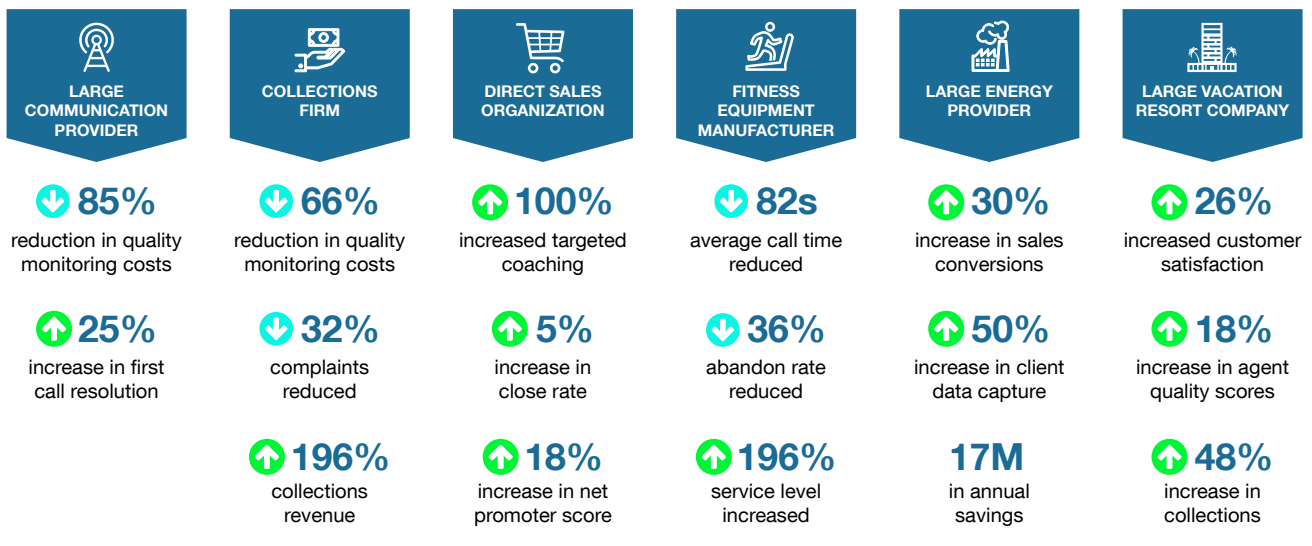 LARGE
COMMUNICATION
PROVIDER
85%
reduction in quality
monitoring costs
25%
increase in first
call resolution
COLLECTIONS
FIRM
66%
reduction in quality
monitoring costs
32%
complaints
reduced
196%
collections
revenue
DIRECT SALES
ORGANIZATION
100%
increased targeted
coaching
5%
increase in
close rate
18%
increase in net
promoter score
FITNESS
EQUIPMENT
MANUFACTURER
82s
average call time
reduced
36%
abandon rate
reduced
196%
service level
increased
LARGE ENERGY
PROVIDER
30%
increase in sales
conversions
50%
increase in client
data capture
17M
in annual
savings
LARGE VACATION
RESORT COMPANY
26%
increased customer
satisfaction
18%
increase in agent
quality scores
48%
increase in
collections